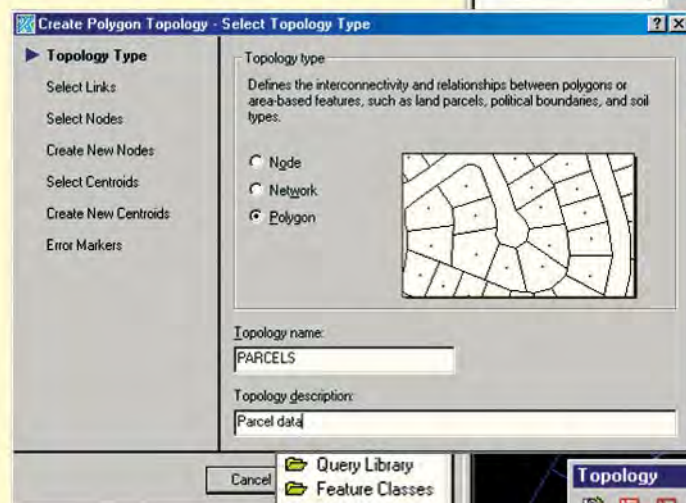 Create Polygon Topology - Select Topology Type
Topology Type
Select Links
Select Nodes
Create New Nodes
Select Centroids
Create New Centroids
Error Markers
Topology type
Defines the interconnectivity and relationships between polygons or
area-based features, such as land parcels, political boundaries, and soil
types.
Node
Network
Polygon
Topology name:
PARCELS
Topology description:
Parcel data
Cancel
Query Library
Feature Classes
Topology